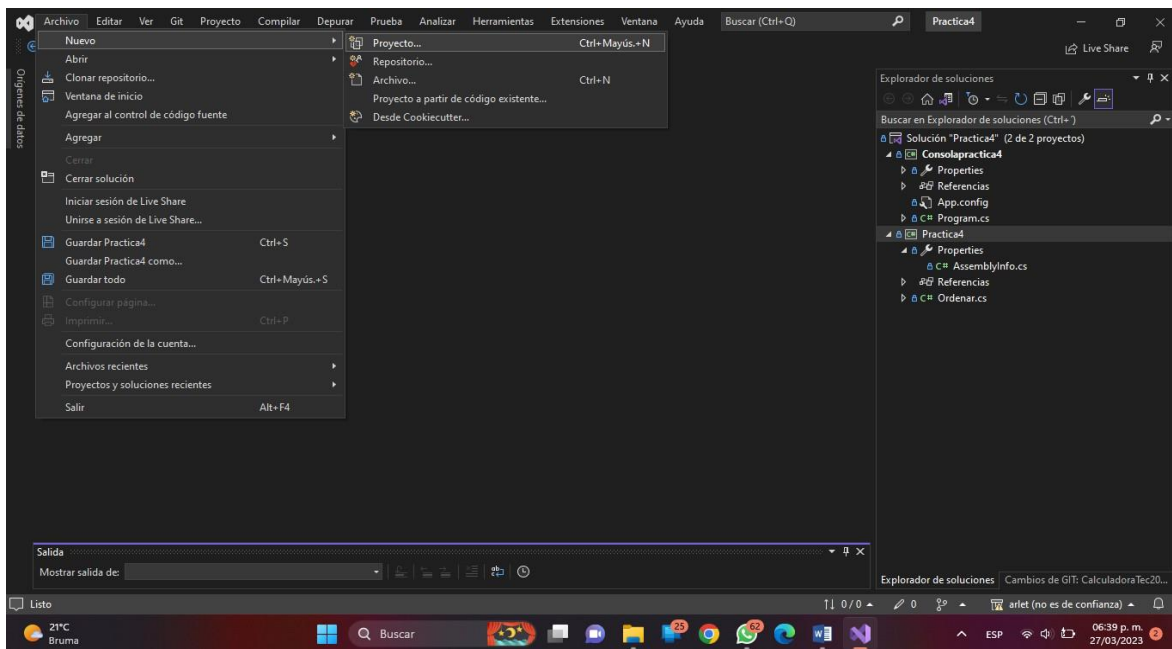 Archivo Editar Ver Git Proyecto Compilar Depurar Prueba Analizar Herramientas Extensiones Ventana Ayuda Buscar (Ctrl+Q) Practica4
Live Share
Orígenes de datos
Nuevo
Abrir
Clonar repositorio...
Ventana de inicio
Agregar al control de código fuente
Agregar
Cerrar
Cerrar solución
Iniciar sesión de Live Share
Unirse a sesión de Live Share...
Guardar Practica4 Ctrl+S
Guardar Practica4 como...
Guardar todo Ctrl+Mayús.+S
Configurar página...
Imprimir... Ctrl+P
Configuración de la cuenta...
Archivos recientes
Proyectos y soluciones recientes
Salir Alt+F4
Proyecto... Ctrl+Mayús.+N
Repositorio...
Archivo... Ctrl+N
Proyecto a partir de código existente...
Desde Cookiecutter...
Explorador de soluciones
Buscar en Explorador de soluciones (Ctrl+´)
Solución "Practica4" (2 de 2 proyectos)
C# Consolapractica4
Properties
Referencias
App.config
C# Program.cs
C# Practica4
Properties
C# AssemblyInfo.cs
Referencias
C# Ordenar.cs
Salida
Mostrar salida de:
Explorador de soluciones Cambios de GIT: CalculadoraTec20...
Listo 0/0 0 arlet (no es de confianza)
21°C
Bruma
Buscar
25
62
ESP
06:39 p. m.
27/03/2023
2